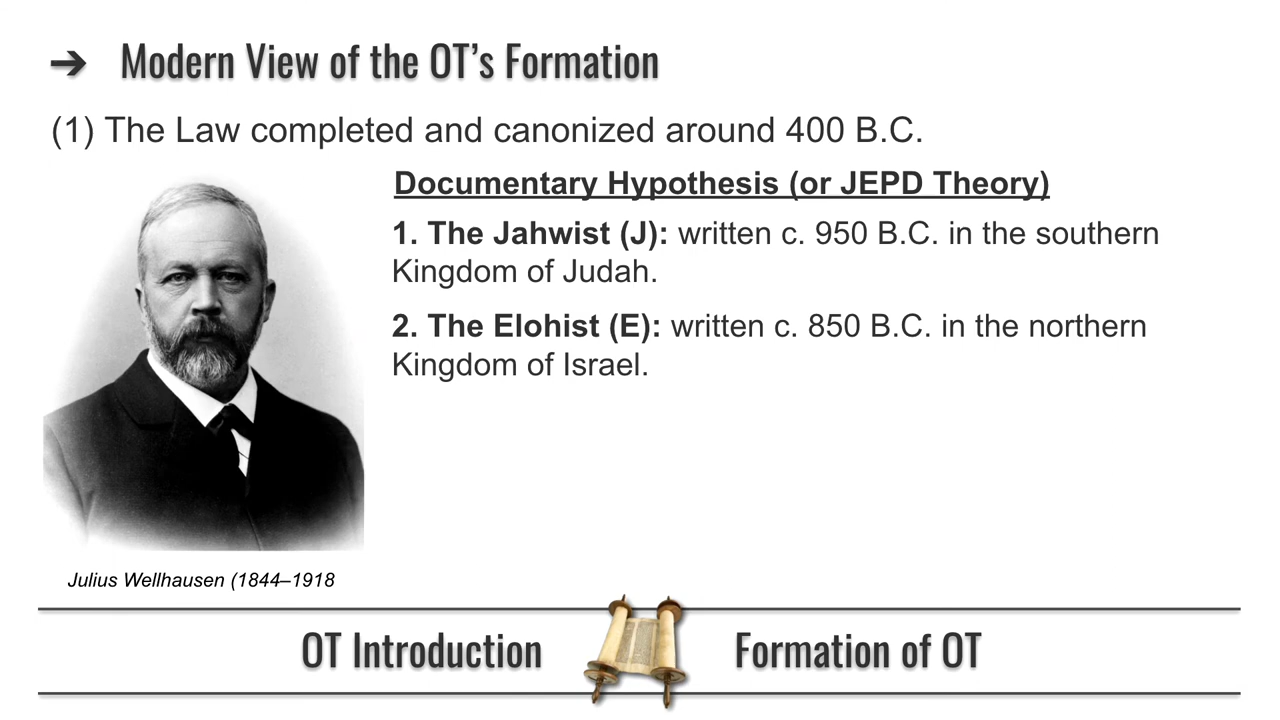 ➔ Modern View of the OT’s Formation
(1) The Law completed and canonized around 400 B.C.
Documentary Hypothesis (or JEPD Theory)
1. The Jahwist (J): written c. 950 B.C. in the southern
Kingdom of Judah.
2. The Elohist (E): written c. 850 B.C. in the northern
Kingdom of Israel.
Julius Wellhausen (1844–1918
OT Introduction
Formation of OT